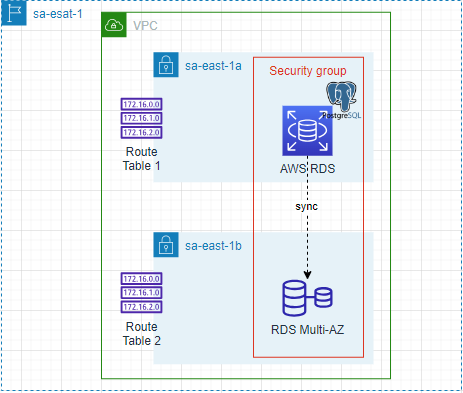 sa-esat-1
VPC
sa-east-1a
Security group
PostgreSQL
172.16.0.0
172.16.1.0
172.16.2.0
Route
Table 1
AWS RDS
sync
sa-east-1b
172.16.0.0
172.16.1.0
172.16.2.0
Route
Table 2
RDS Multi-AZ